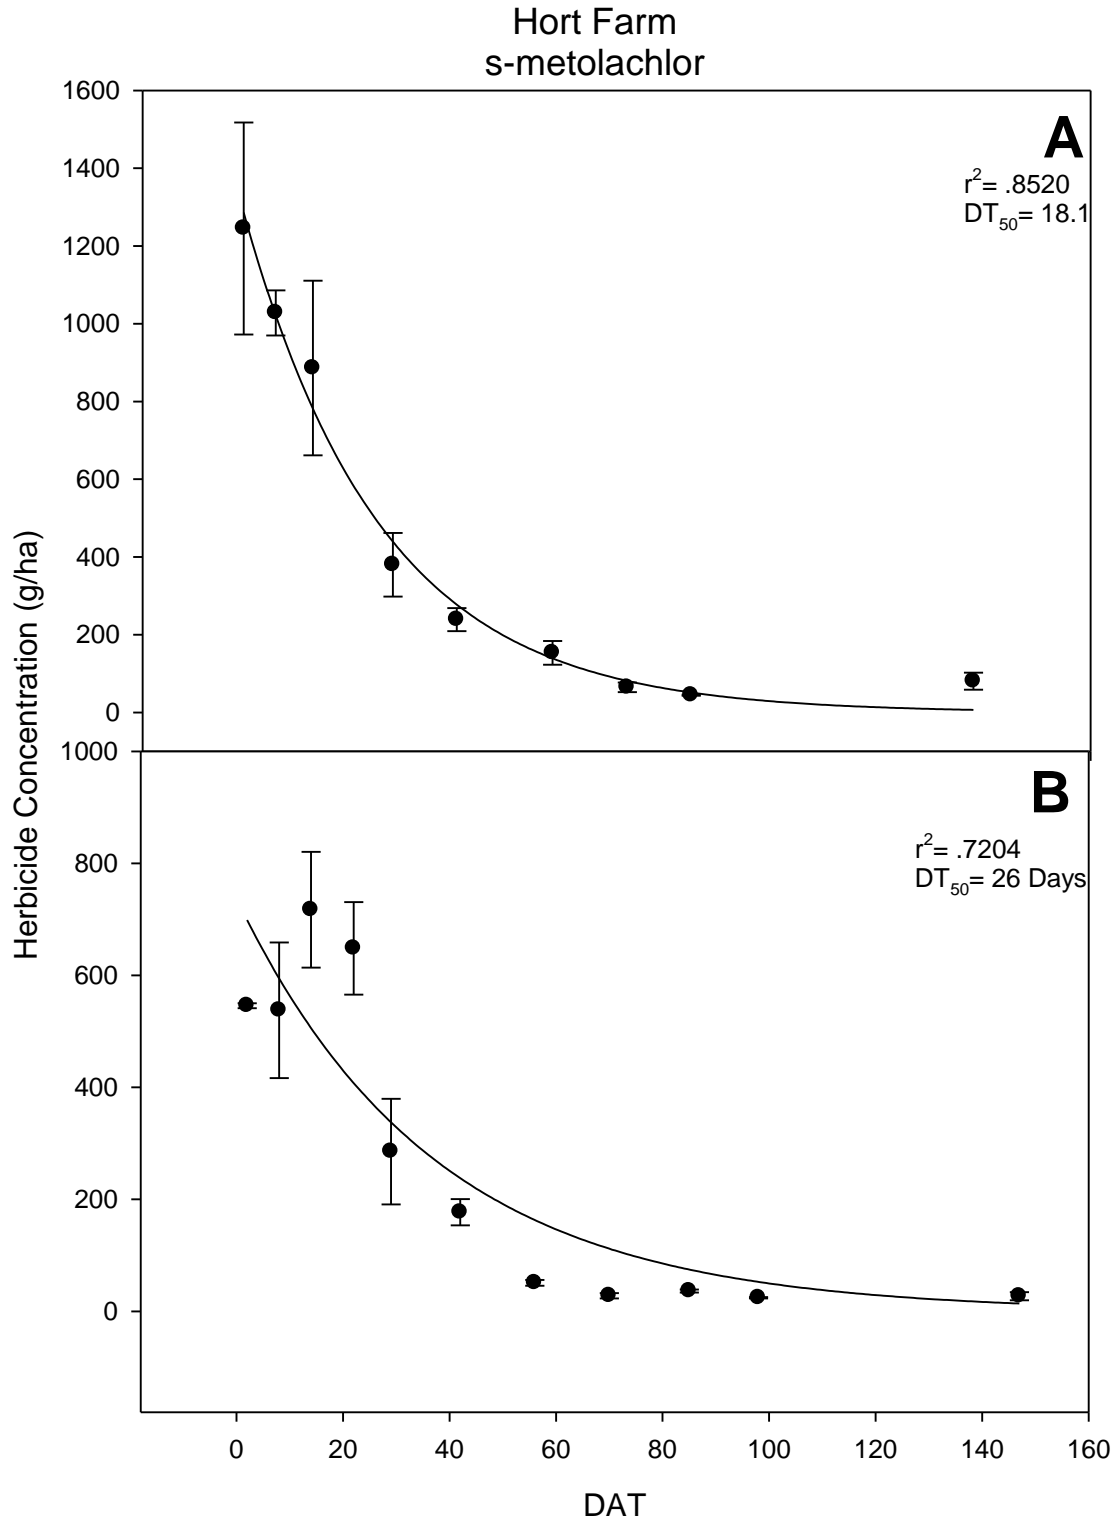 Hort Farm
s-metolachlor
1600
1400
1200
1000
800
600
400
200
0
A
r²= .8520
DT₅₀= 18.1
Herbicide Concentration (g/ha)
1000
800
600
400
200
0
B
r²= .7204
DT₅₀= 26 Days
0 20 40 60 80 100 120 140 160
DAT